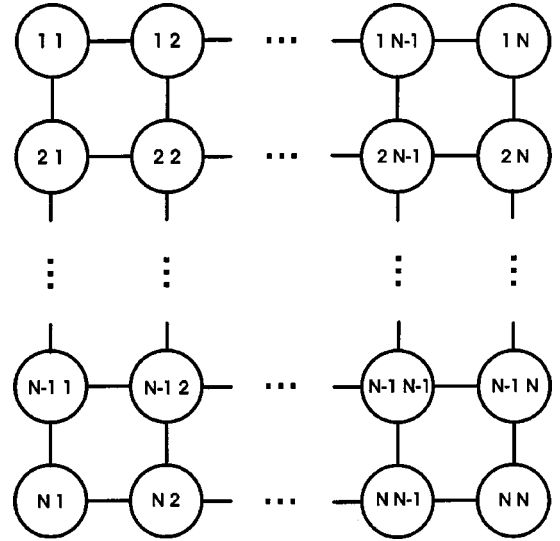 1 1 1 2 ... 1 N-1 1 N
2 1 2 2 ... 2 N-1 2 N
N-1 1 N-1 2 ... N-1 N-1 N-1 N
N 1 N 2 ... N N-1 N N